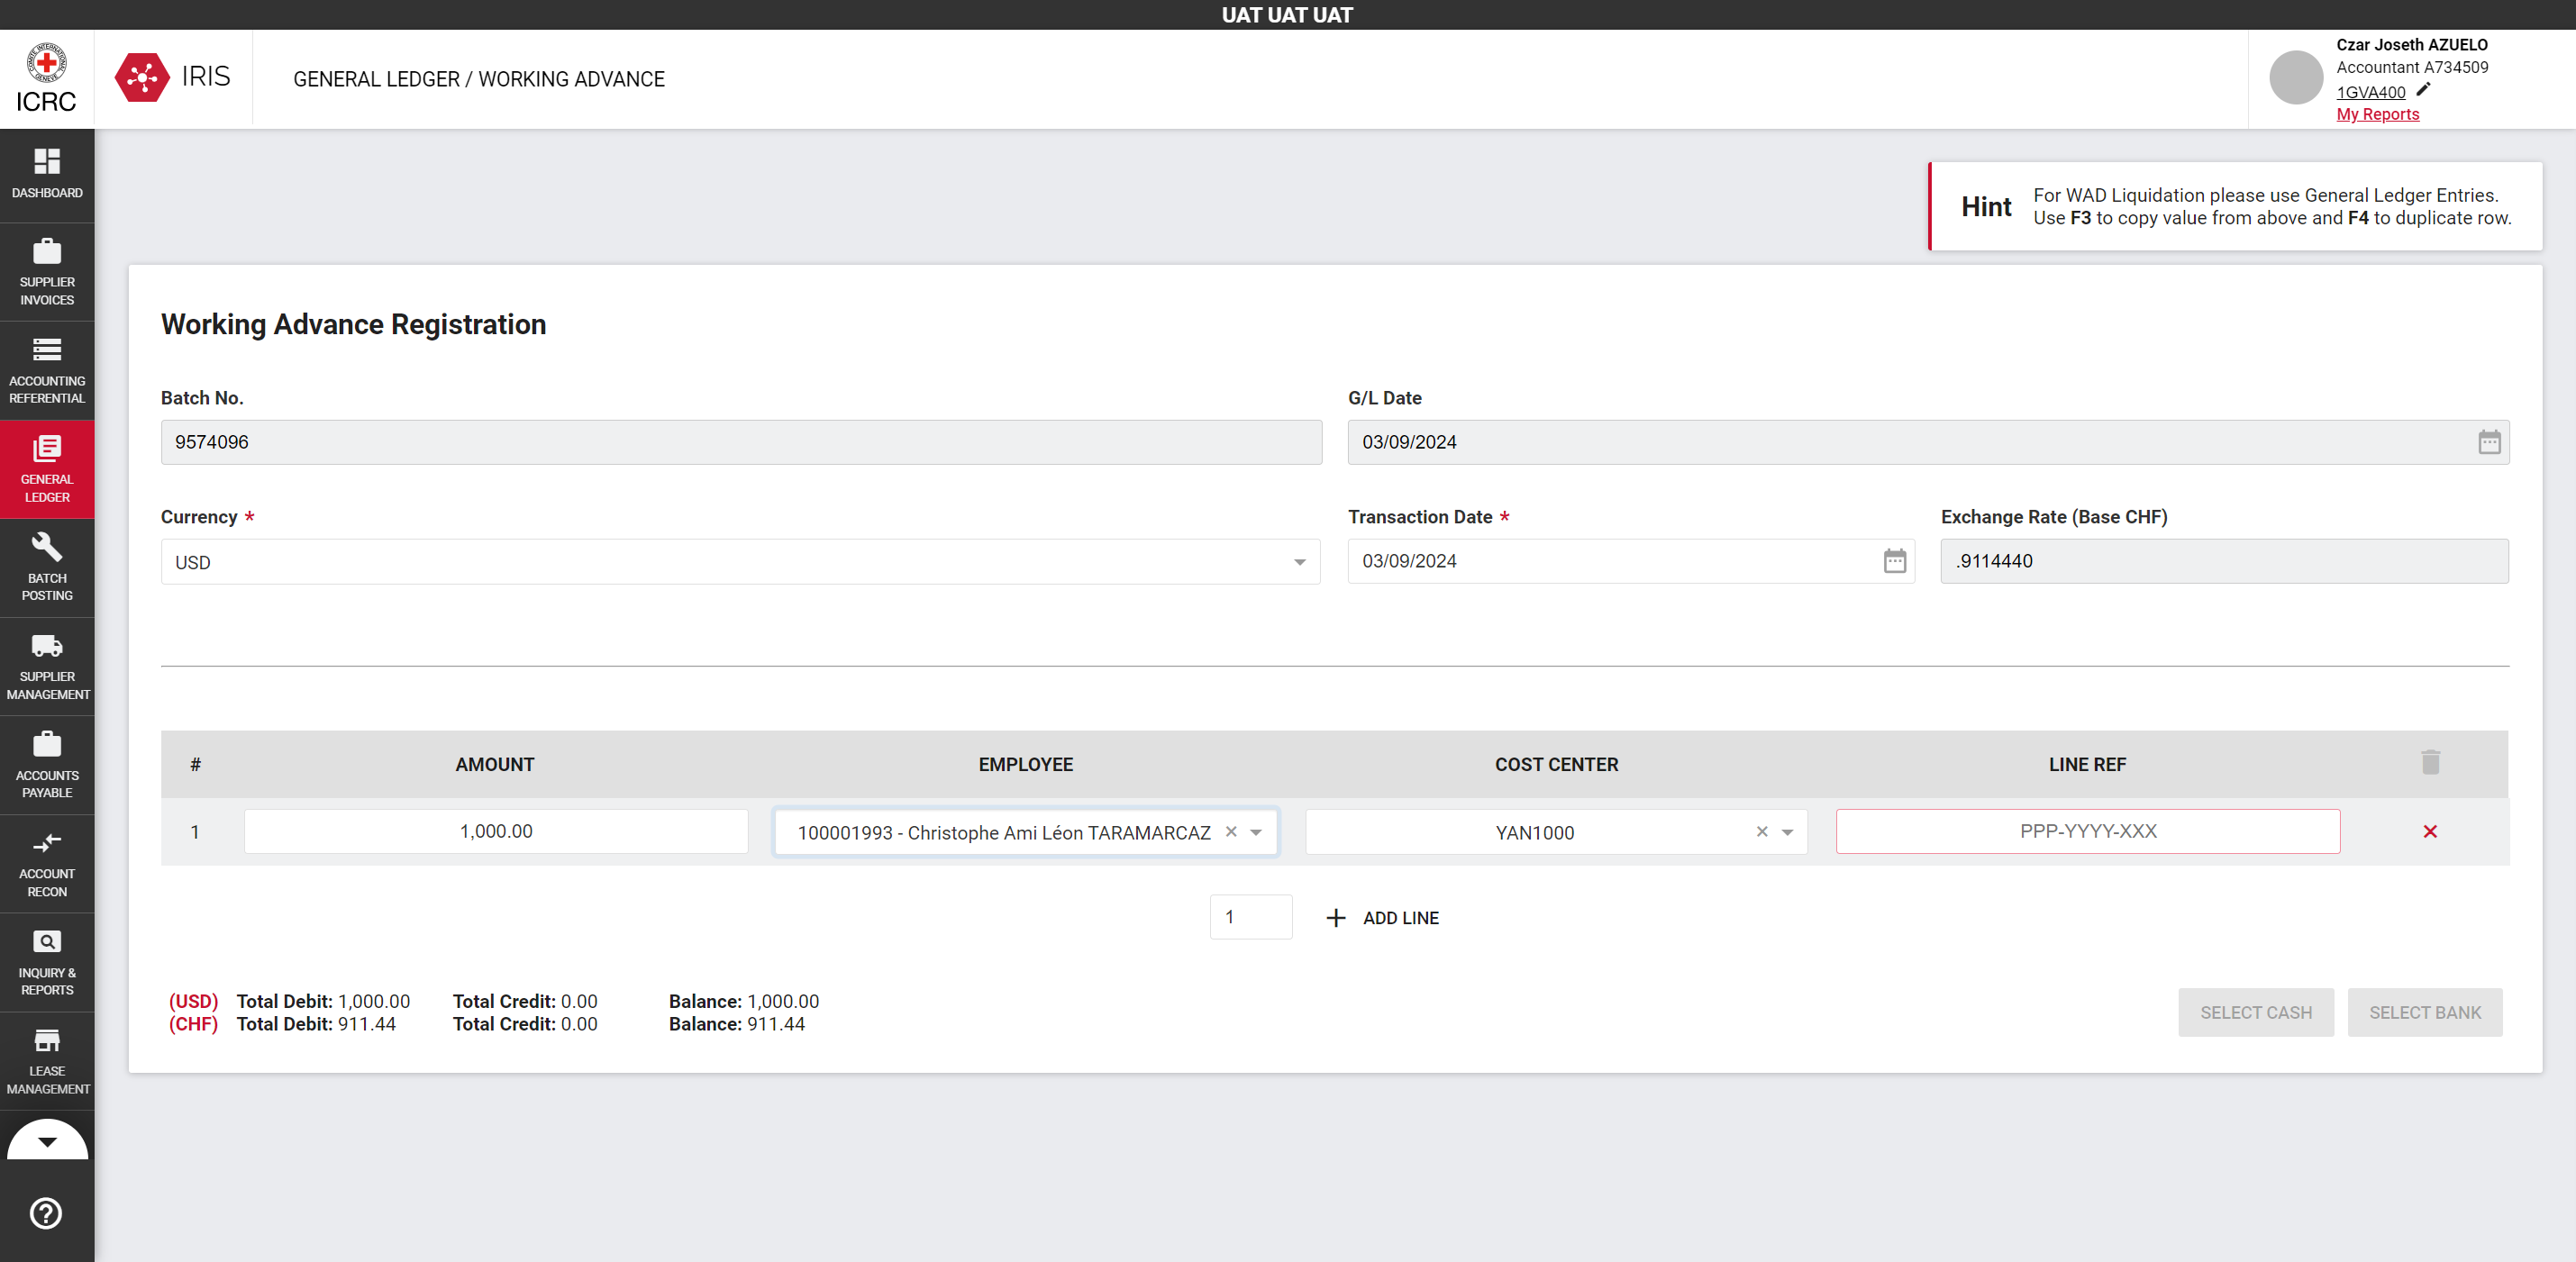 UAT UAT UAT
COMITE INTERNATIONAL GENEVE
ICRC
IRIS
GENERAL LEDGER / WORKING ADVANCE
Czar Joseth AZUELO
Accountant A734509
1GVA400
My Reports
DASHBOARD
SUPPLIER
INVOICES
ACCOUNTING
REFERENTIAL
GENERAL
LEDGER
BATCH
POSTING
SUPPLIER
MANAGEMENT
ACCOUNTS
PAYABLE
ACCOUNT
RECON
INQUIRY &
REPORTS
LEASE
MANAGEMENT
Hint
For WAD Liquidation please use General Ledger Entries.
Use F3 to copy value from above and F4 to duplicate row.
Working Advance Registration
Batch No.
9574096
G/L Date
03/09/2024
Currency *
USD
Transaction Date *
03/09/2024
Exchange Rate (Base CHF)
.9114440
# AMOUNT EMPLOYEE COST CENTER LINE REF
1 1,000.00 100001993 - Christophe Ami Léon TARAMARCAZ × YAN1000 × PPP-YYYY-XXX ×
1 + ADD LINE
(USD) Total Debit: 1,000.00 Total Credit: 0.00 Balance: 1,000.00
(CHF) Total Debit: 911.44 Total Credit: 0.00 Balance: 911.44
SELECT CASH SELECT BANK